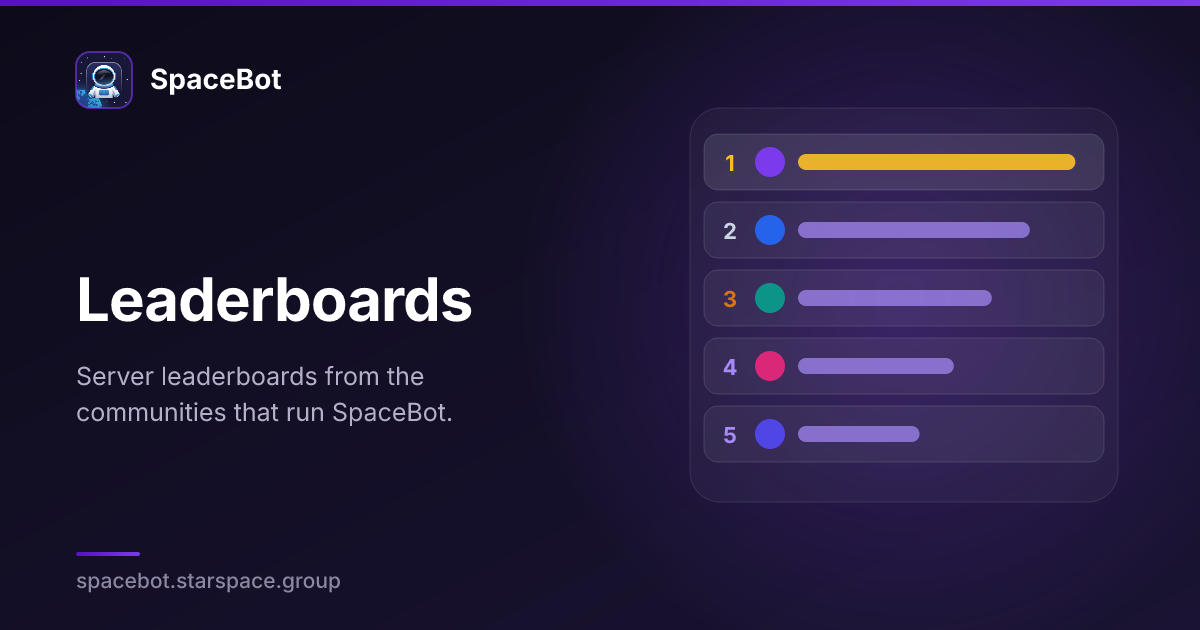 SpaceBot
Leaderboards
Server leaderboards from the
communities that run SpaceBot.
spacebot.starspace.group
1
2
3
4
5